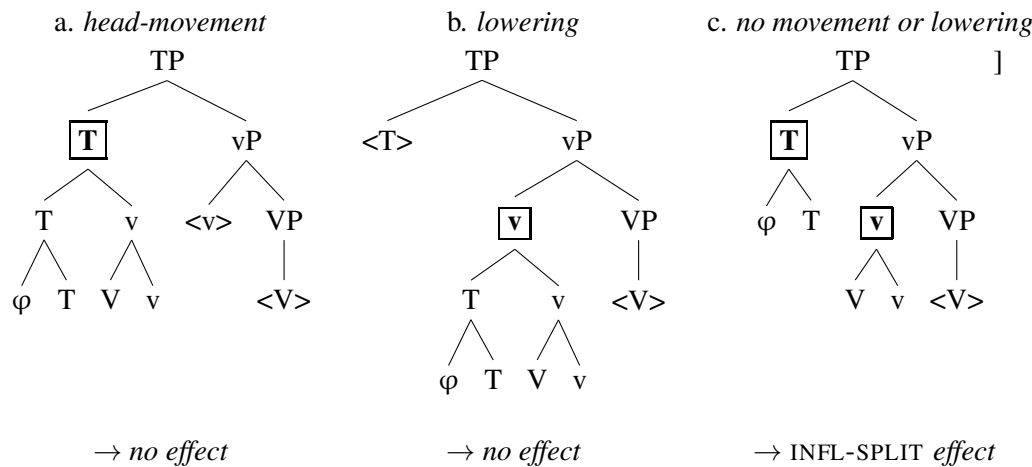 a. head-movement b. lowering c. no movement or lowering
TP TP TP ]
T vP <T> vP T vP
T v <v> VP v VP φ T v VP
φ T V v <V> T v <V> V v <V>
φ T V v
→ no effect → no effect → INFL-SPLIT effect